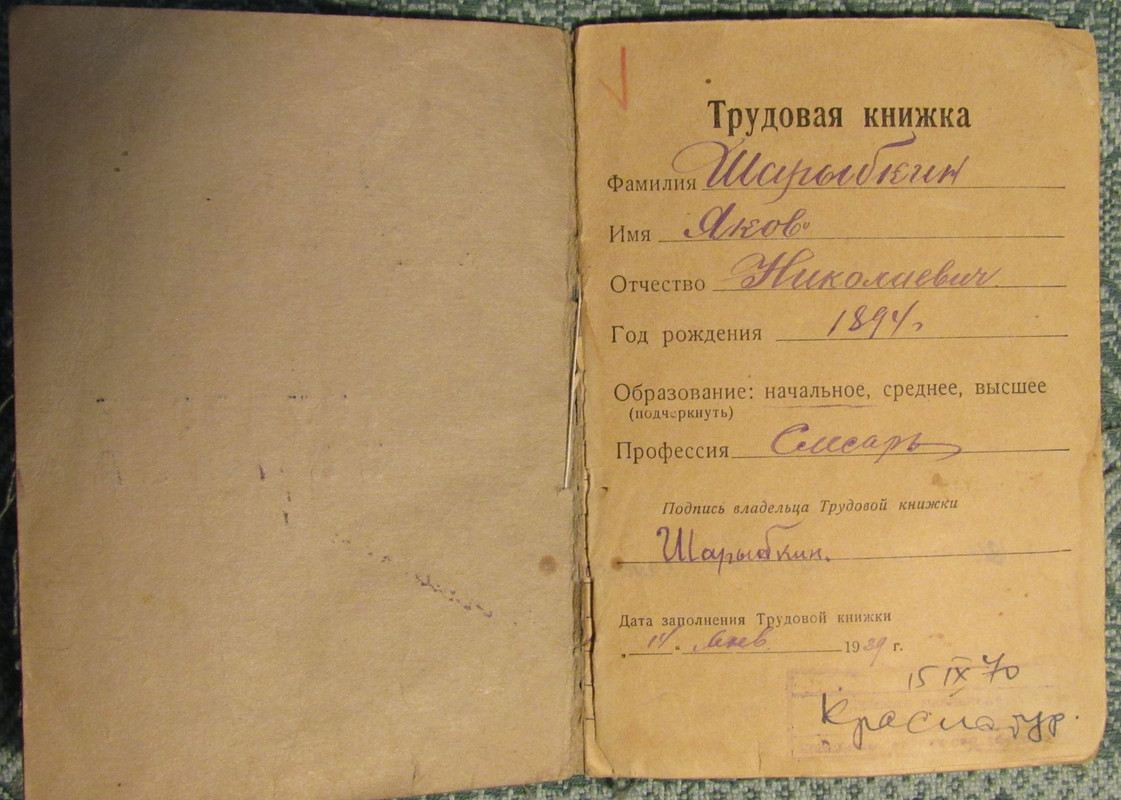 Трудовая книжка
Фамилия Шарыбкин
Имя Яков
Отчество Николаевич
Год рождения 1894 г.
Образование: начальное, среднее, высшее
(подчеркнуть)
Профессия Слесарь
Подпись владельца Трудовой книжки
Шарыбкин.
Дата заполнения Трудовой книжки
14 янв 1939 г.
15 IX 70